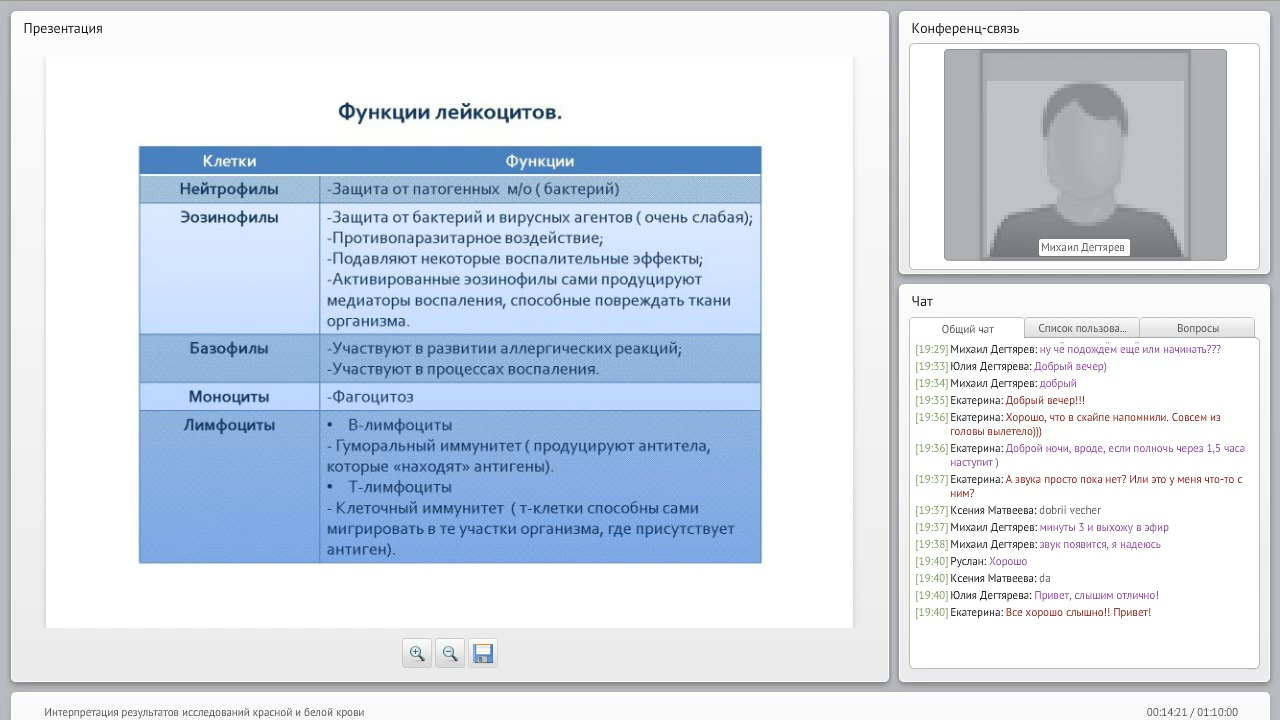 Презентация
Функции лейкоцитов.
Клетки
Функции
Нейтрофилы
-Защита от патогенных м/о ( бактерий)
Эозинофилы
-Защита от бактерий и вирусных агентов ( очень слабая);
-Противопаразитарное воздействие;
-Подавляют некоторые воспалительные эффекты;
-Активированные эозинофилы сами продуцируют
медиаторы воспаления, способные повреждать ткани
организма.
Базофилы
-Участвуют в развитии аллергических реакций;
-Участвуют в процессах воспаления.
Моноциты
-Фагоцитоз
Лимфоциты
• В-лимфоциты
- Гуморальный иммунитет ( продуцируют антитела,
которые «находят» антигены).
• Т-лимфоциты
- Клеточный иммунитет ( т-клетки способны сами
мигрировать в те участки организма, где присутствует
антиген).
Интерпретация результатов исследований красной и белой крови
Конференц-связь
Михаил Дегтярев
Чат
Общий чат
Список пользова...
Вопросы
[19:29] Михаил Дегтярев: ну чё подождём ещё или начинать???
[19:33] Юлия Дегтярева: Добрый вечер)
[19:34] Михаил Дегтярев: добрый
[19:35] Екатерина: Добрый вечер!!!
[19:36] Екатерина: Хорошо, что в скайпе напомнили. Совсем из
головы вылетело)))
[19:36] Екатерина: Доброй ночи, вроде, если полночь через 1,5 часа
наступит )
[19:37] Екатерина: А звука просто пока нет? Или это у меня что-то с
ним?
[19:37] Ксения Матвеева: dobrii vecher
[19:37] Михаил Дегтярев: минуты 3 и выхожу в эфир
[19:38] Михаил Дегтярев: звук появится, я надеюсь
[19:40] Руслан: Хорошо
[19:40] Ксения Матвеева: da
[19:40] Юлия Дегтярева: Привет, слышим отлично!
[19:40] Екатерина: Все хорошо слышно!! Привет!
00:14:21 / 01:10:00